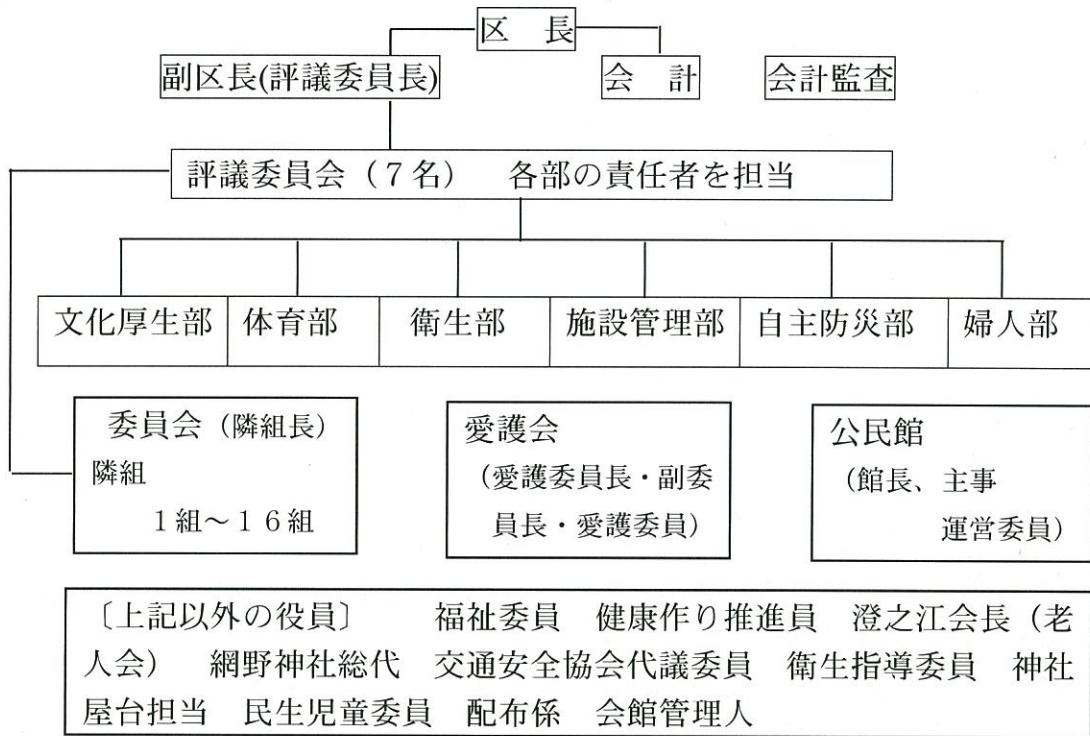 区　長
副区長(評議委員長)　会　計　会計監査
評議委員会（７名）　各部の責任者を担当
文化厚生部　体育部　衛生部　施設管理部　自主防災部　婦人部
委員会（隣組長）
隣組
１組～１６組
愛護会
（愛護委員長・副委
員長・愛護委員）
公民館
（館長、主事
運営委員）
〔上記以外の役員〕　福祉委員　健康作り推進員　澄之江会長（老
人会）　網野神社総代　交通安全協会代議委員　衛生指導委員　神社
屋台担当　民生児童委員　配布係　会館管理人